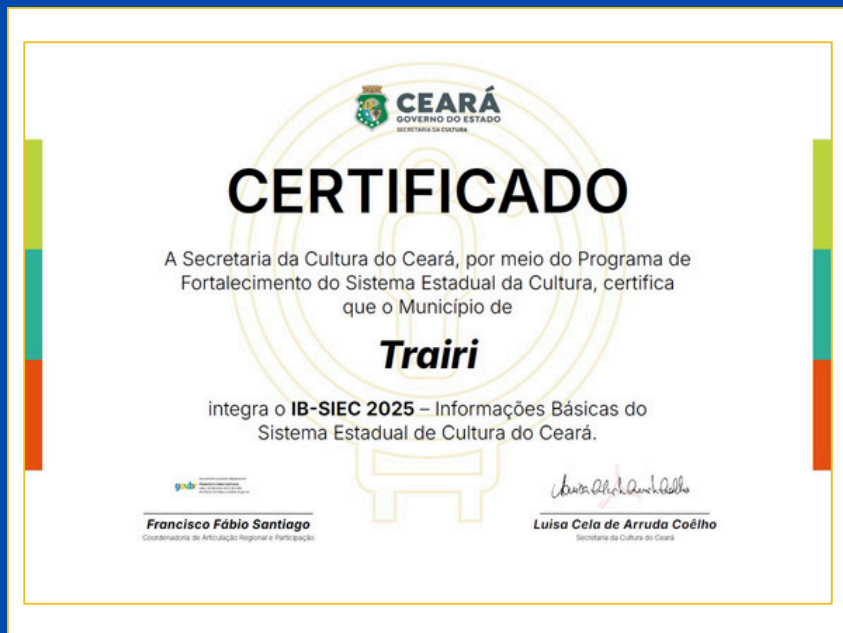 CEARÁ
GOVERNO DO ESTADO
SECRETARIA DA CULTURA
CERTIFICADO
A Secretaria da Cultura do Ceará, por meio do Programa de
Fortalecimento do Sistema Estadual da Cultura, certifica
que o Município de
Trairi
integra o IB-SIEC 2025 – Informações Básicas do
Sistema Estadual de Cultura do Ceará.
gov.br
Francisco Fábio Santiago
Coordenadoria de Articulação Regional e Participação
Luisa Cela de Arruda Coêlho
Secretaria da Cultura do Ceará